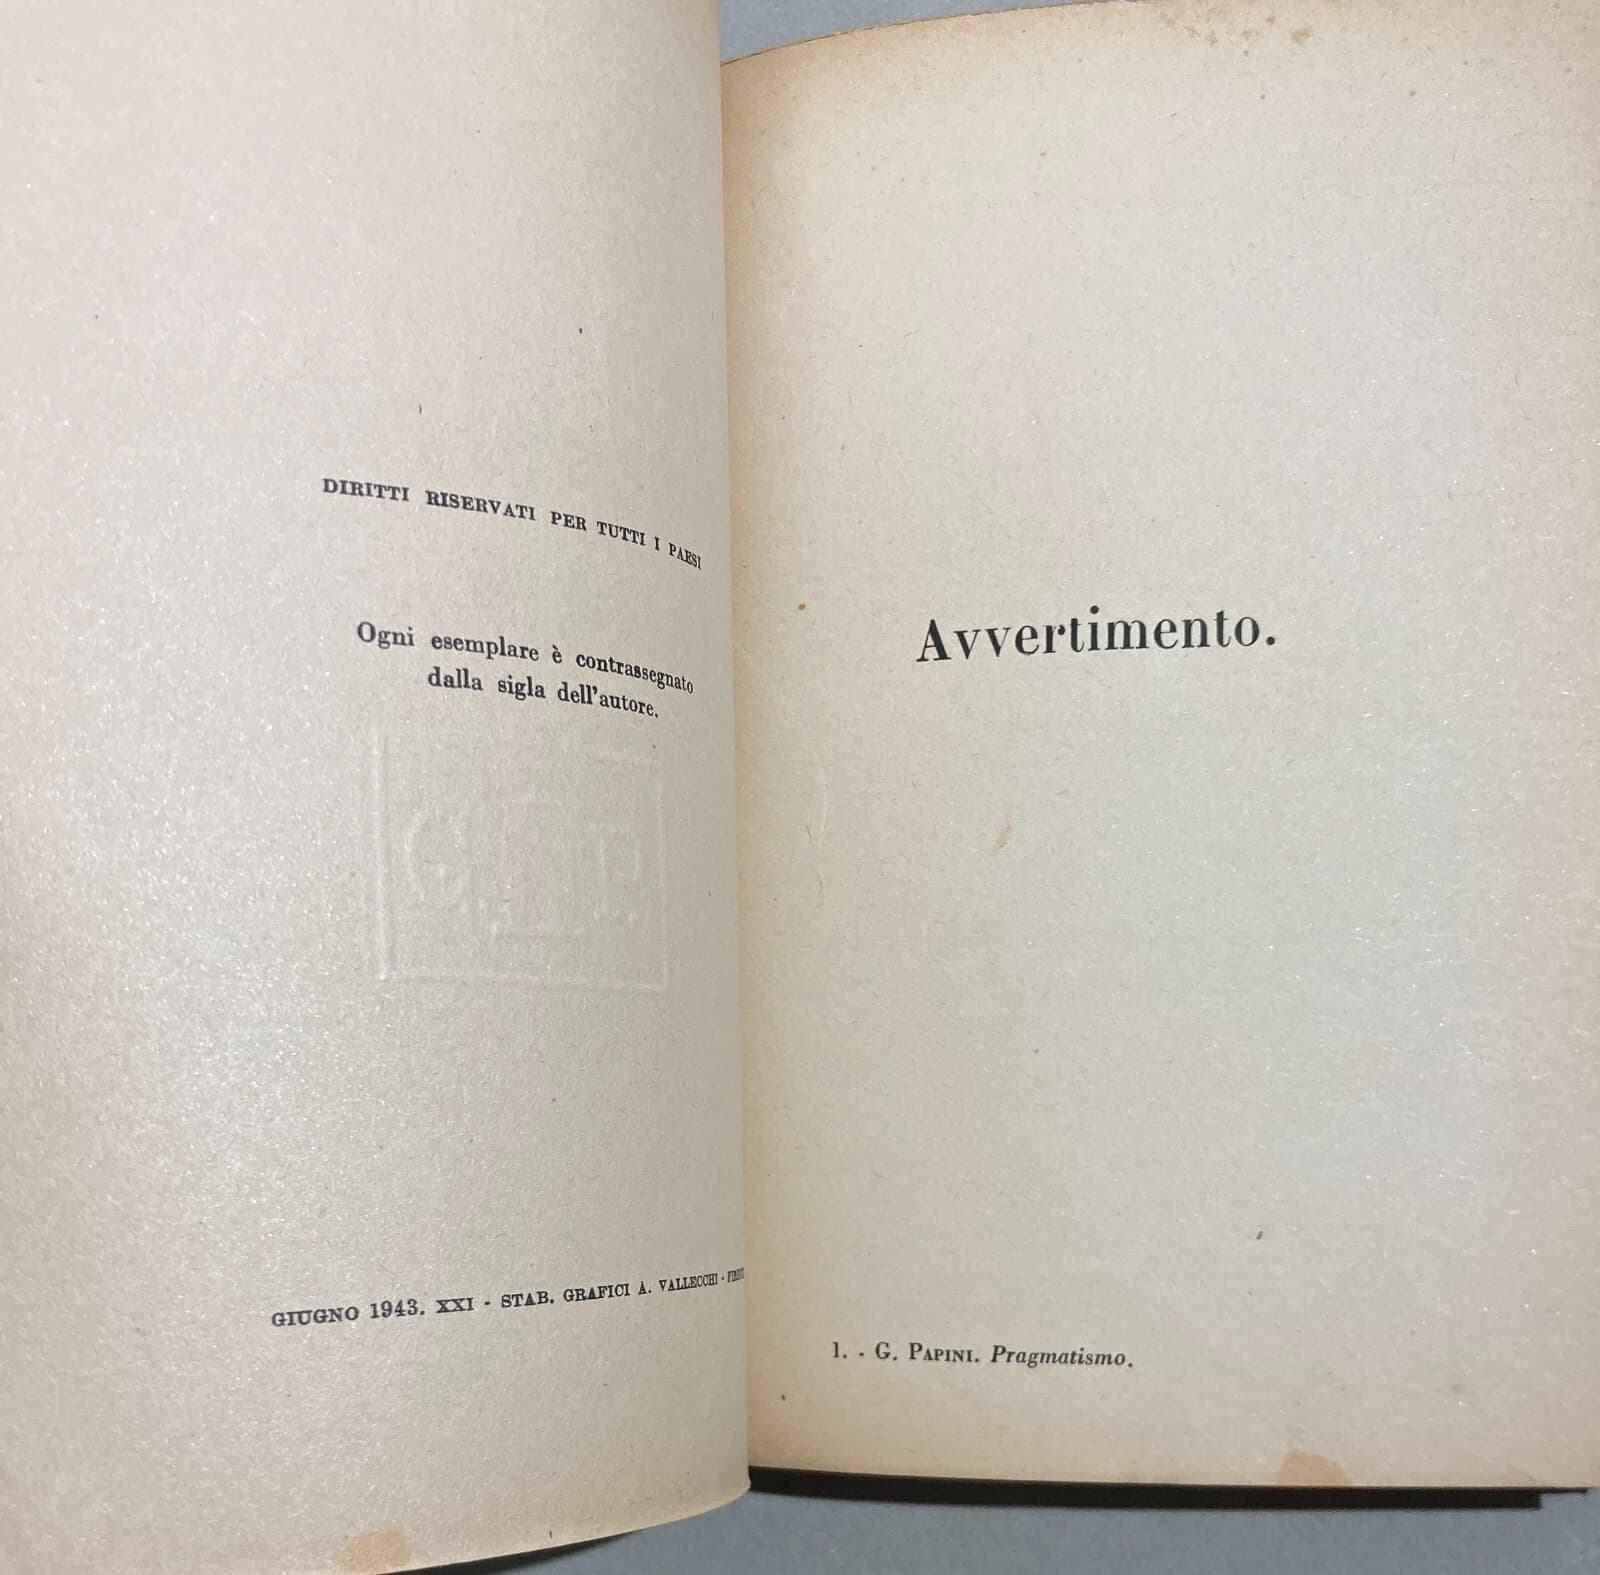 DIRITTI RISERVATI PER TUTTI I PAESI
Ogni esemplare è contrassegnato
dalla sigla dell'autore.
G. P.
GIUGNO 1943. XXI - STAB. GRAFICI A. VALLECCHI -
Avvertimento.
1. - G. PAPINI. Pragmatismo.